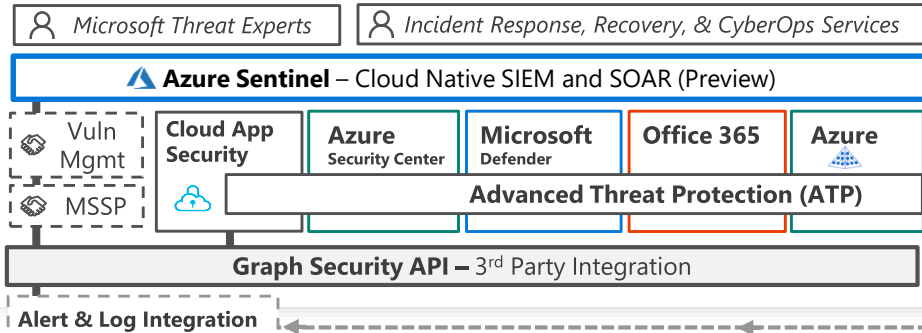 Microsoft Threat Experts
Incident Response, Recovery, & CyberOps Services
Azure Sentinel – Cloud Native SIEM and SOAR (Preview)
Vuln
Mgmt
MSSP
Cloud App
Security
Azure
Security Center
Microsoft
Defender
Office 365
Azure
Advanced Threat Protection (ATP)
Graph Security API – 3rd Party Integration
Alert & Log Integration